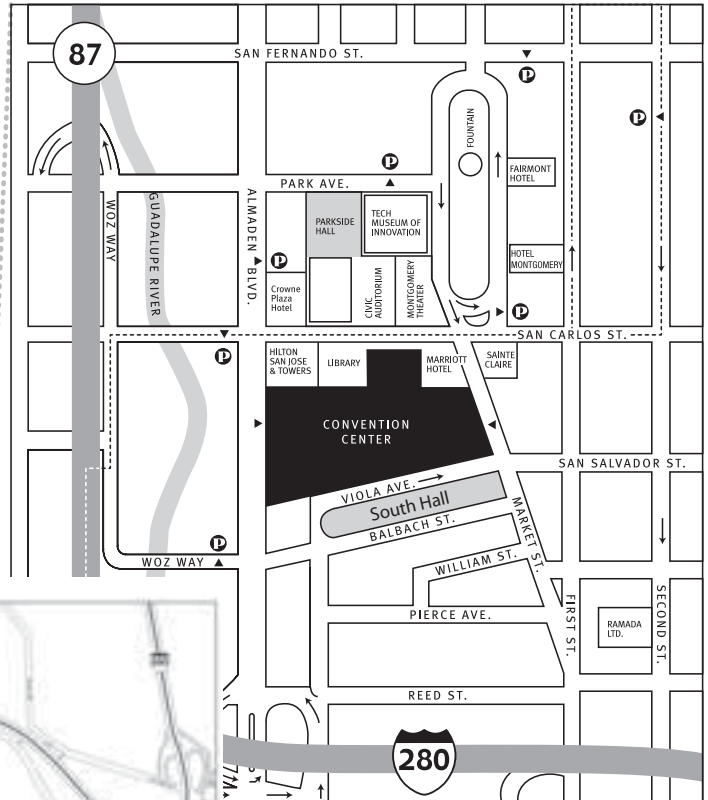 87
SAN FERNANDO ST.
P
P
FOUNTAIN
P
PARK AVE.
FAIRMONT
HOTEL
WOZ WAY
GUADALUPE RIVER
ALMADEN BLVD.
PARKSIDE
HALL
TECH
MUSEUM OF
INNOVATION
P
HOTEL
MONTGOMERY
Crowne
Plaza
Hotel
CIVIC
AUDITORIUM
MONTGOMERY
THEATER
P
SAN CARLOS ST.
P
HILTON
SAN JOSE
& TOWERS
LIBRARY
MARRIOTT
HOTEL
SAINTE
CLAIRE
CONVENTION
CENTER
SAN SALVADOR ST.
VIOLA AVE.
South Hall
BALBACH ST.
MARKET ST.
P
WOZ WAY
WILLIAM ST.
PIERCE AVE.
FIRST ST.
RAMADA
LTD.
SECOND ST.
REED ST.
280